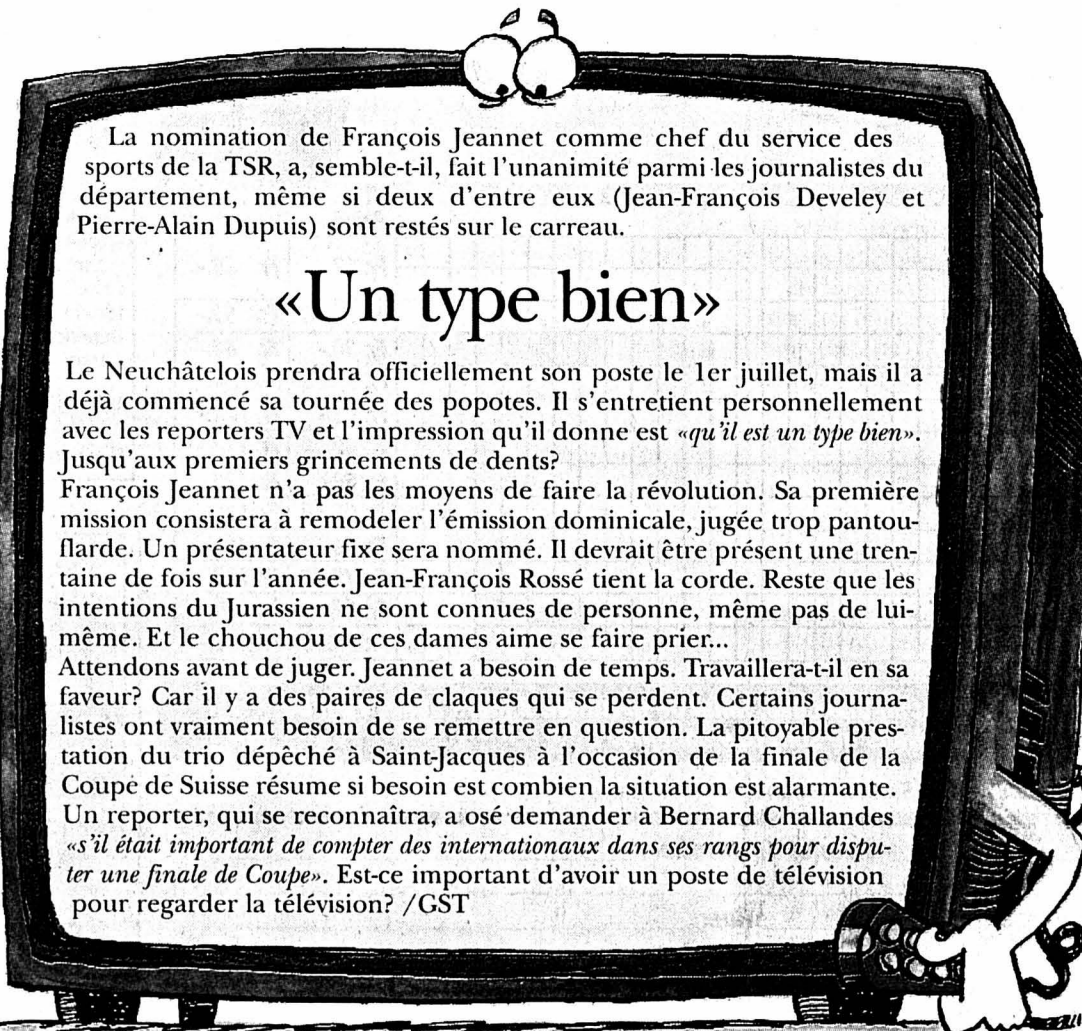 La nomination de François Jeannet comme chef du service des
sports de la TSR, a, semble-t-il, fait l'unanimité parmi les journalistes du
département, même si deux d'entre eux (Jean-François Develey et
Pierre-Alain Dupuis) sont restés sur le carreau.
«Un type bien»
Le Neuchâtelois prendra officiellement son poste le 1er juillet, mais il a
déjà commencé sa tournée des popotes. Il s'entretient personnellement
avec les reporters TV et l'impression qu'il donne est «qu'il est un type bien».
Jusqu'aux premiers grincements de dents?
François Jeannet n'a pas les moyens de faire la révolution. Sa première
mission consistera à remodeler l'émission dominicale, jugée trop pantou-
flarde. Un présentateur fixe sera nommé. Il devrait être présent une tren-
taine de fois sur l'année. Jean-François Rossé tient la corde. Reste que les
intentions du Jurassien ne sont connues de personne, même pas de lui-
même. Et le chouchou de ces dames aime se faire prier...
Attendons avant de juger. Jeannet a besoin de temps. Travaillera-t-il en sa
faveur? Car il y a des paires de claques qui se perdent. Certains journa-
listes ont vraiment besoin de se remettre en question. La pitoyable pres-
tation du trio dépêché à Saint-Jacques à l'occasion de la finale de la
Coupe de Suisse résume si besoin est combien la situation est alarmante.
Un reporter, qui se reconnaîtra, a osé demander à Bernard Challandes
«s'il était important de compter des internationaux dans ses rangs pour dispu-
ter une finale de Coupe». Est-ce important d'avoir un poste de télévision
pour regarder la télévision? /GST